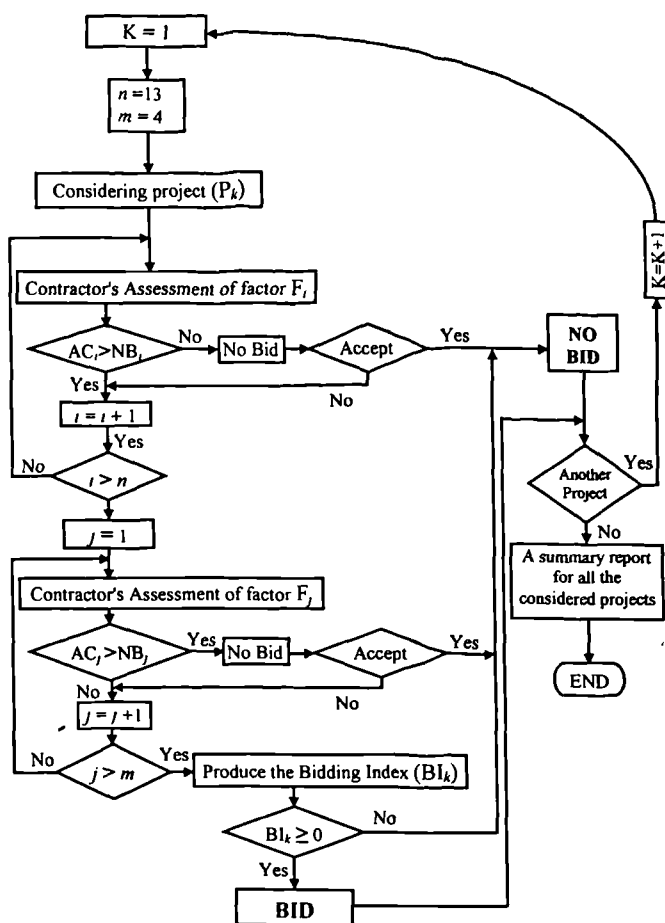 K = 1
n =13
m = 4
Considering project (Pk)
Contractor's Assessment of factor Fi
ACi>NBi
No
No Bid
Accept
Yes
NO
BID
Yes
No
i = i + 1
Yes
No
i > n
Another
Project
Yes
K=K+1
j = 1
No
A summary report
for all the
considered projects
Contractor's Assessment of factor Fj
ACj>NBj
Yes
No Bid
Accept
Yes
END
No
No
j = j +1
No
j > m
Yes
Produce the Bidding Index (BIk)
BIk ≥ 0
No
Yes
BID